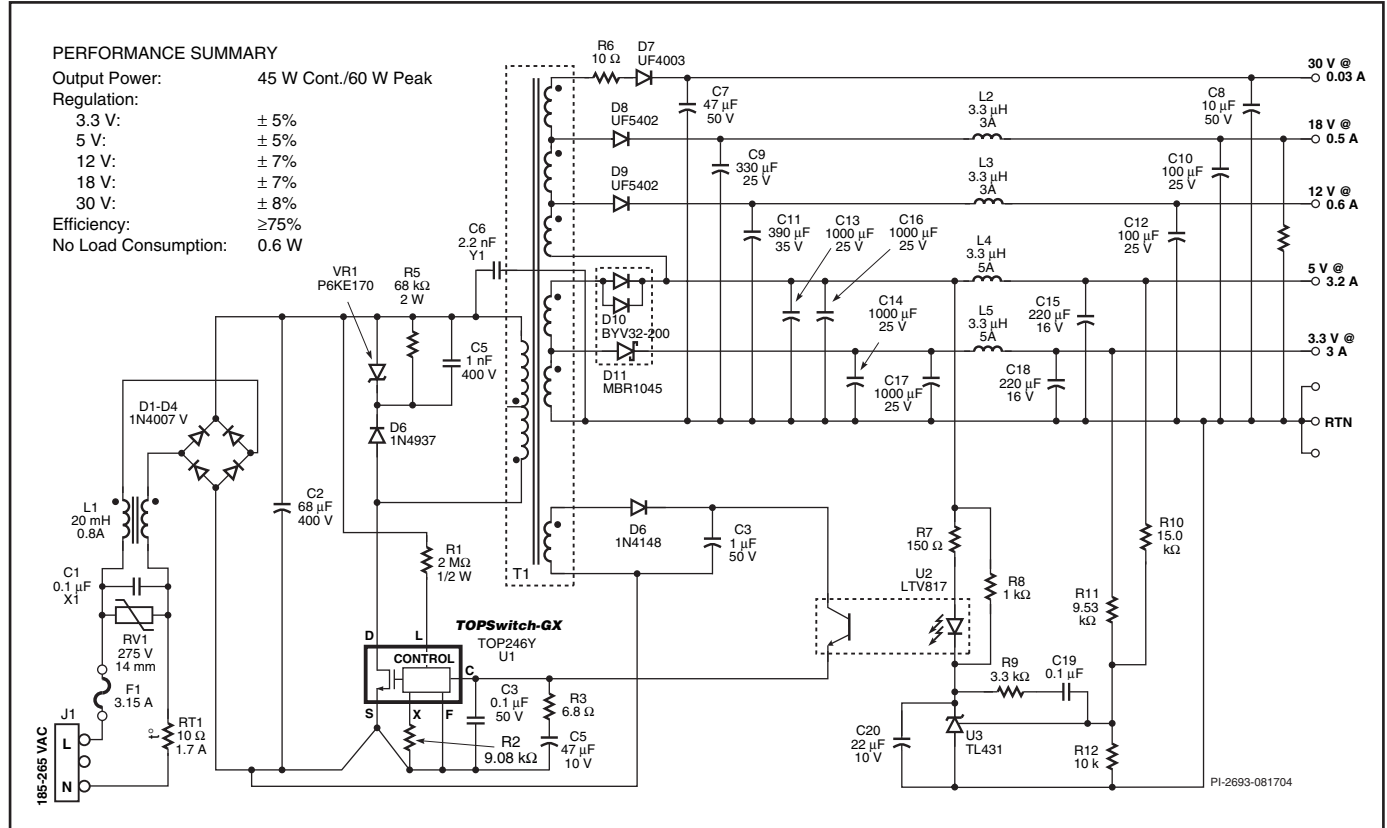 PERFORMANCE SUMMARY
Output Power: 45 W Cont./60 W Peak
Regulation:
3.3 V: ± 5%
5 V: ± 5%
12 V: ± 7%
18 V: ± 7%
30 V: ± 8%
Efficiency: ≥75%
No Load Consumption: 0.6 W
R6
10 Ω
D7
UF4003
C7
47 µF
50 V
L2
3.3 µH
3A
C8
10 µF
50 V
30 V @
0.03 A
D8
UF5402
18 V @
0.5 A
C9
330 µF
25 V
L3
3.3 µH
3A
C10
100 µF
25 V
D9
UF5402
12 V @
0.6 A
C6
2.2 nF
Y1
C11
390 µF
35 V
C13
1000 µF
25 V
C16
1000 µF
25 V
L4
3.3 µH
5A
C12
100 µF
25 V
5 V @
3.2 A
VR1
P6KE170
R5
68 kΩ
2 W
C5
1 nF
400 V
D10
BYV32-200
C14
1000 µF
25 V
L5
3.3 µH
5A
C15
220 µF
16 V
3.3 V @
3 A
D11
MBR1045
C17
1000 µF
25 V
C18
220 µF
16 V
D1-D4
1N4007 V
D6
1N4937
RTN
L1
20 mH
0.8A
C2
68 µF
400 V
R1
2 MΩ
1/2 W
T1
D6
1N4148
C3
1 µF
50 V
R7
150 Ω
U2
LTV817
R8
1 kΩ
R10
15.0
kΩ
R11
9.53
kΩ
C1
0.1 µF
X1
RV1
275 V
14 mm
F1
3.15 A
J1
L
N
185-265 VAC
t°
RT1
10 Ω
1.7 A
D
L
TOPSwitch-GX
TOP246Y
U1
CONTROL
C
S
X
F
R2
9.08 kΩ
C3
0.1 µF
50 V
R3
6.8 Ω
C5
47 µF
10 V
R9
3.3 kΩ
C19
0.1 µF
C20
22 µF
10 V
U3
TL431
R12
10 k
PI-2693-081704